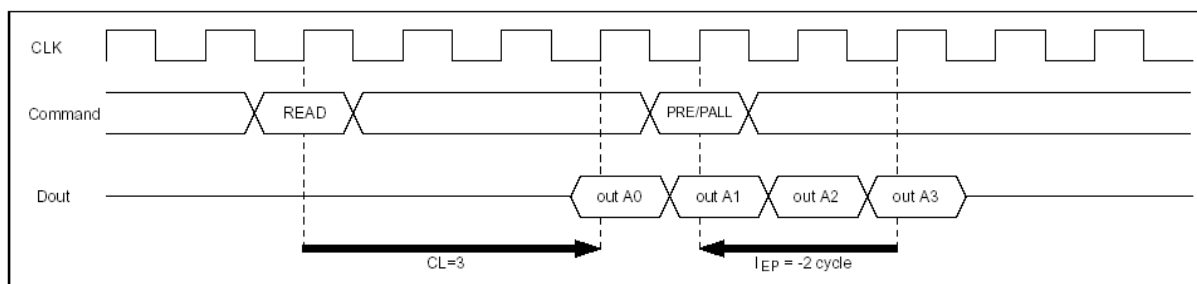 CLK
Command READ PRE/PALL
Dout out A0 out A1 out A2 out A3
CL=3 lEP = -2 cycle